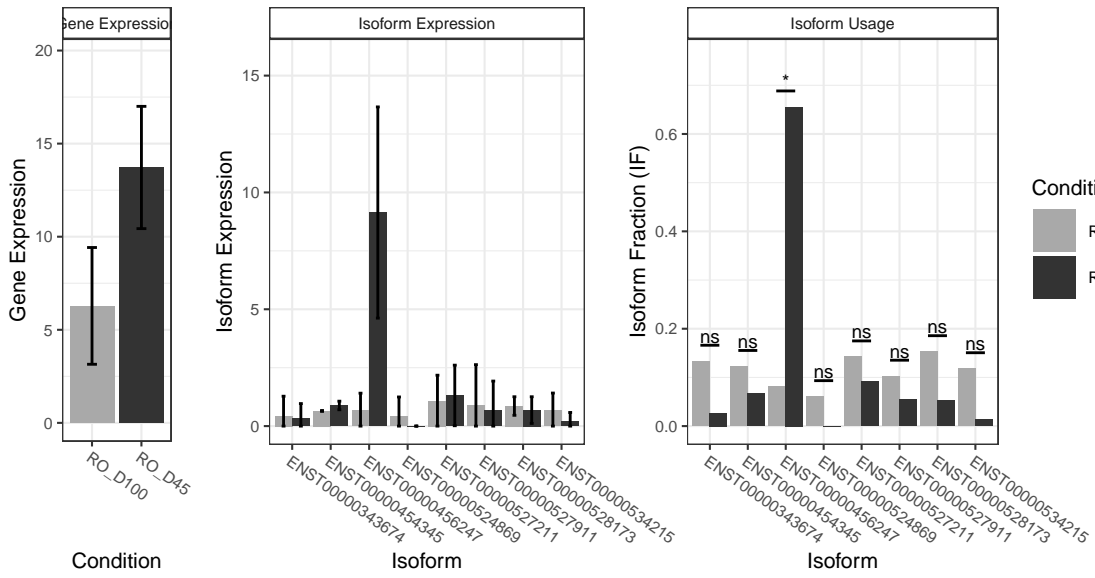 Gene Expression
Isoform Expression
Isoform Usage
Gene Expression
20
15
10
5
0
RO_D100
RO_D45
Condition
Isoform Expression
15
10
5
0
ENST00000343674
ENST00000454345
ENST00000456247
ENST00000524869
ENST00000527211
ENST00000527911
ENST00000528173
ENST00000534215
Isoform
Isoform Fraction (IF)
0.6
0.4
0.2
0.0
ns
ns
*
ns
ns
ns
ns
ns
ENST00000343674
ENST00000454345
ENST00000456247
ENST00000524869
ENST00000527211
ENST00000527911
ENST00000528173
ENST00000534215
Isoform
Conditi
R
R